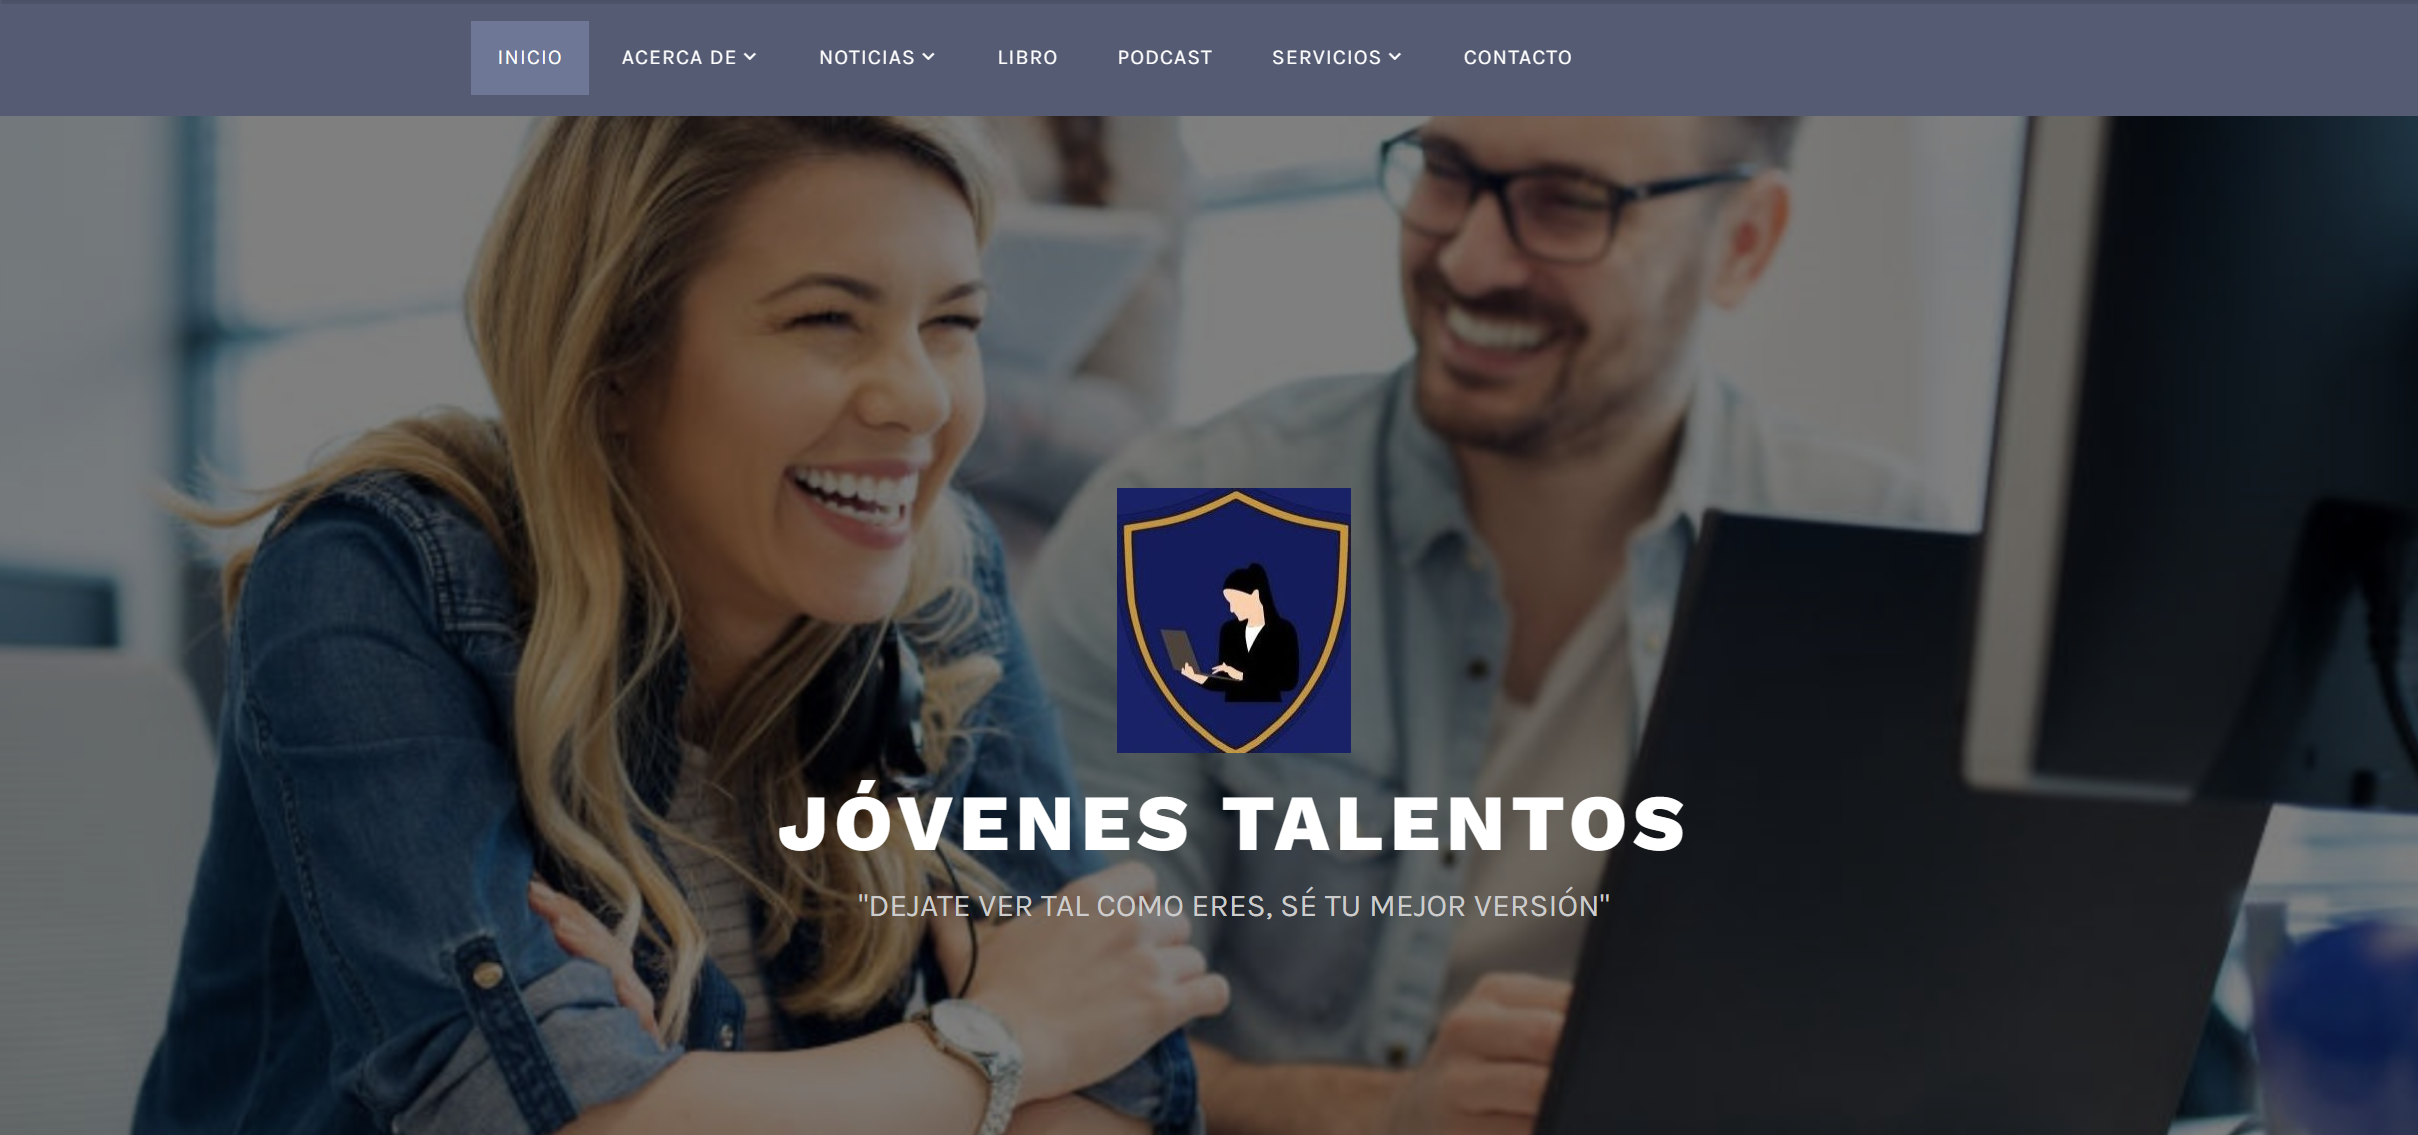 INICIO ACERCA DE NOTICIAS LIBRO PODCAST SERVICIOS CONTACTO
JÓVENES TALENTOS
"DEJATE VER TAL COMO ERES, SÉ TU MEJOR VERSIÓN"